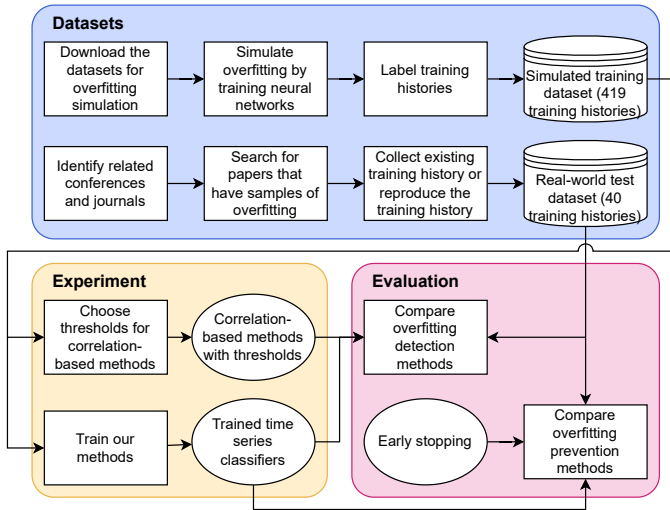 Datasets
Download the
datasets for
overfitting
simulation
Simulate
overfitting by
training neural
networks
Label training
histories
Simulated training
dataset (419
training histories)
Identify related
conferences
and journals
Search for
papers that
have samples of
overfitting
Collect existing
training history or
reproduce the
training history
Real-world test
dataset (40
training histories)
Experiment
Choose
thresholds for
correlation-
based methods
Correlation-
based methods
with thresholds
Train our
methods
Trained time
series
classifiers
Evaluation
Compare
overfitting
detection
methods
Early stopping
Compare
overfitting
prevention
methods